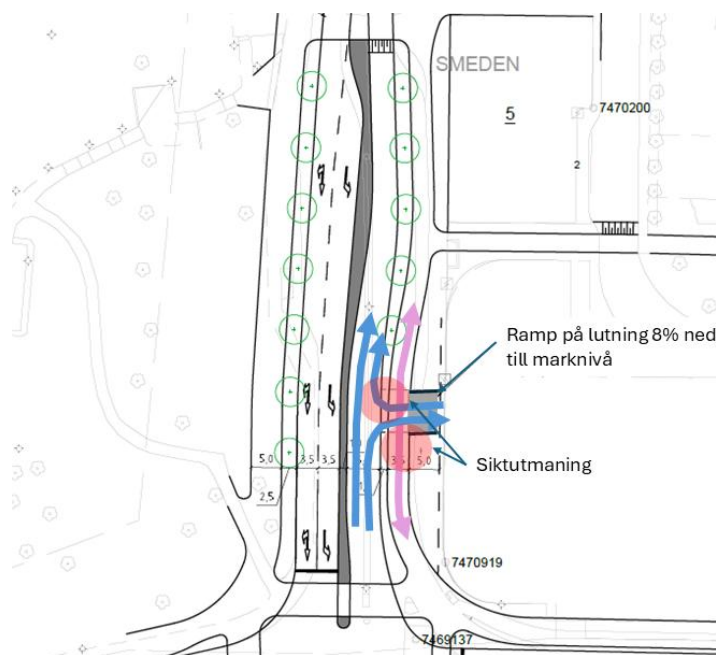 SMEDEN
7470200
5
2
Ramp på lutning 8% ned
till marknivå
Siktutmaning
5,0
3,5
3,5
5,0
2,5
7470919
7469137